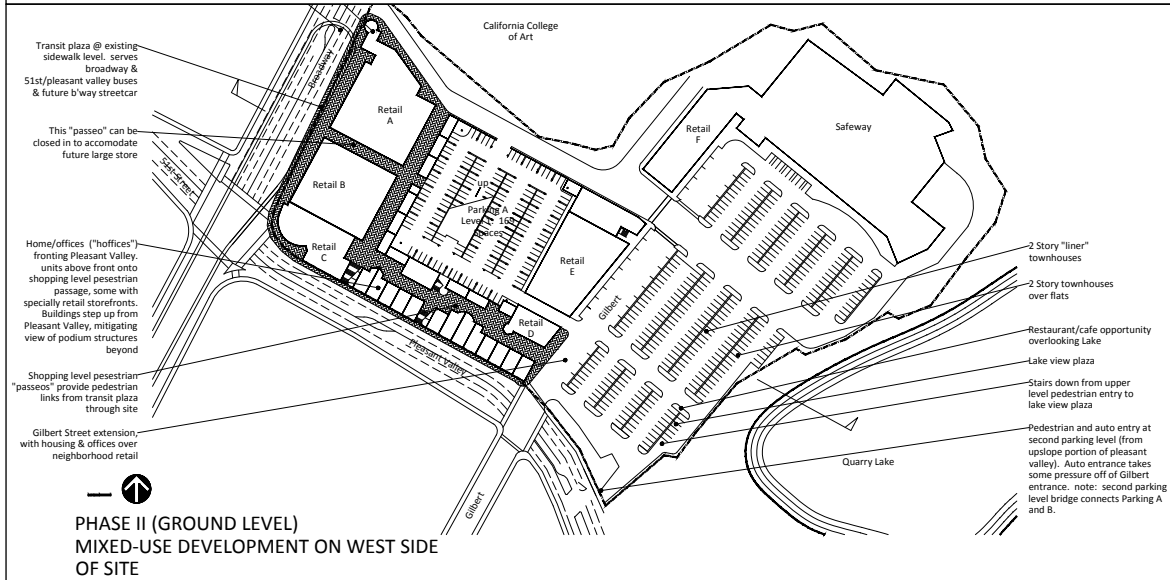 California College
of Art
Transit plaza @ existing
sidewalk level. serves
broadway &
51st/pleasant valley buses
& future b'way streetcar
This "passeo" can be
closed in to accomodate
future large store
Home/offices ("hoffices")
fronting Pleasant Valley.
units above front onto
shopping level pesestrian
passage, some with
specially retail storefronts.
Buildings step up from
Pleasant Valley, mitigating
view of podium structures
beyond
Shopping level pesestrian
"passeos" provide pedestrian
links from transit plaza
through site
Gilbert Street extension,
with housing & offices over
neighborhood retail
Broadway
51st Street
Retail
A
Retail B
Retail
C
up
Parking A
Level 1: 169
Spaces
Retail
E
Retail
D
Retail
F
Safeway
Gilbert
Pleasant Valley
Gilbert
Quarry Lake
2 Story "liner"
townhouses
2 Story townhouses
over flats
Restaurant/cafe opportunity
overlooking Lake
Lake view plaza
Stairs down from upper
level pedestrian entry to
lake view plaza
Pedestrian and auto entry at
second parking level (from
upslope portion of pleasant
valley). Auto entrance takes
some pressure off of Gilbert
entrance. note: second parking
level bridge connects Parking A
and B.
PHASE II (GROUND LEVEL)
MIXED-USE DEVELOPMENT ON WEST SIDE
OF SITE